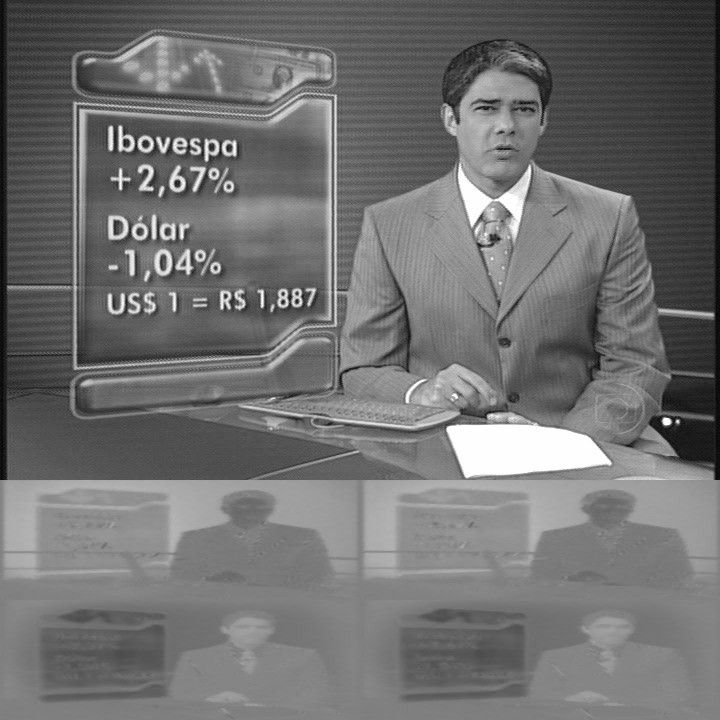 Ibovespa
+2,67%
Dólar
-1,04%
US$ 1 = R$ 1,887